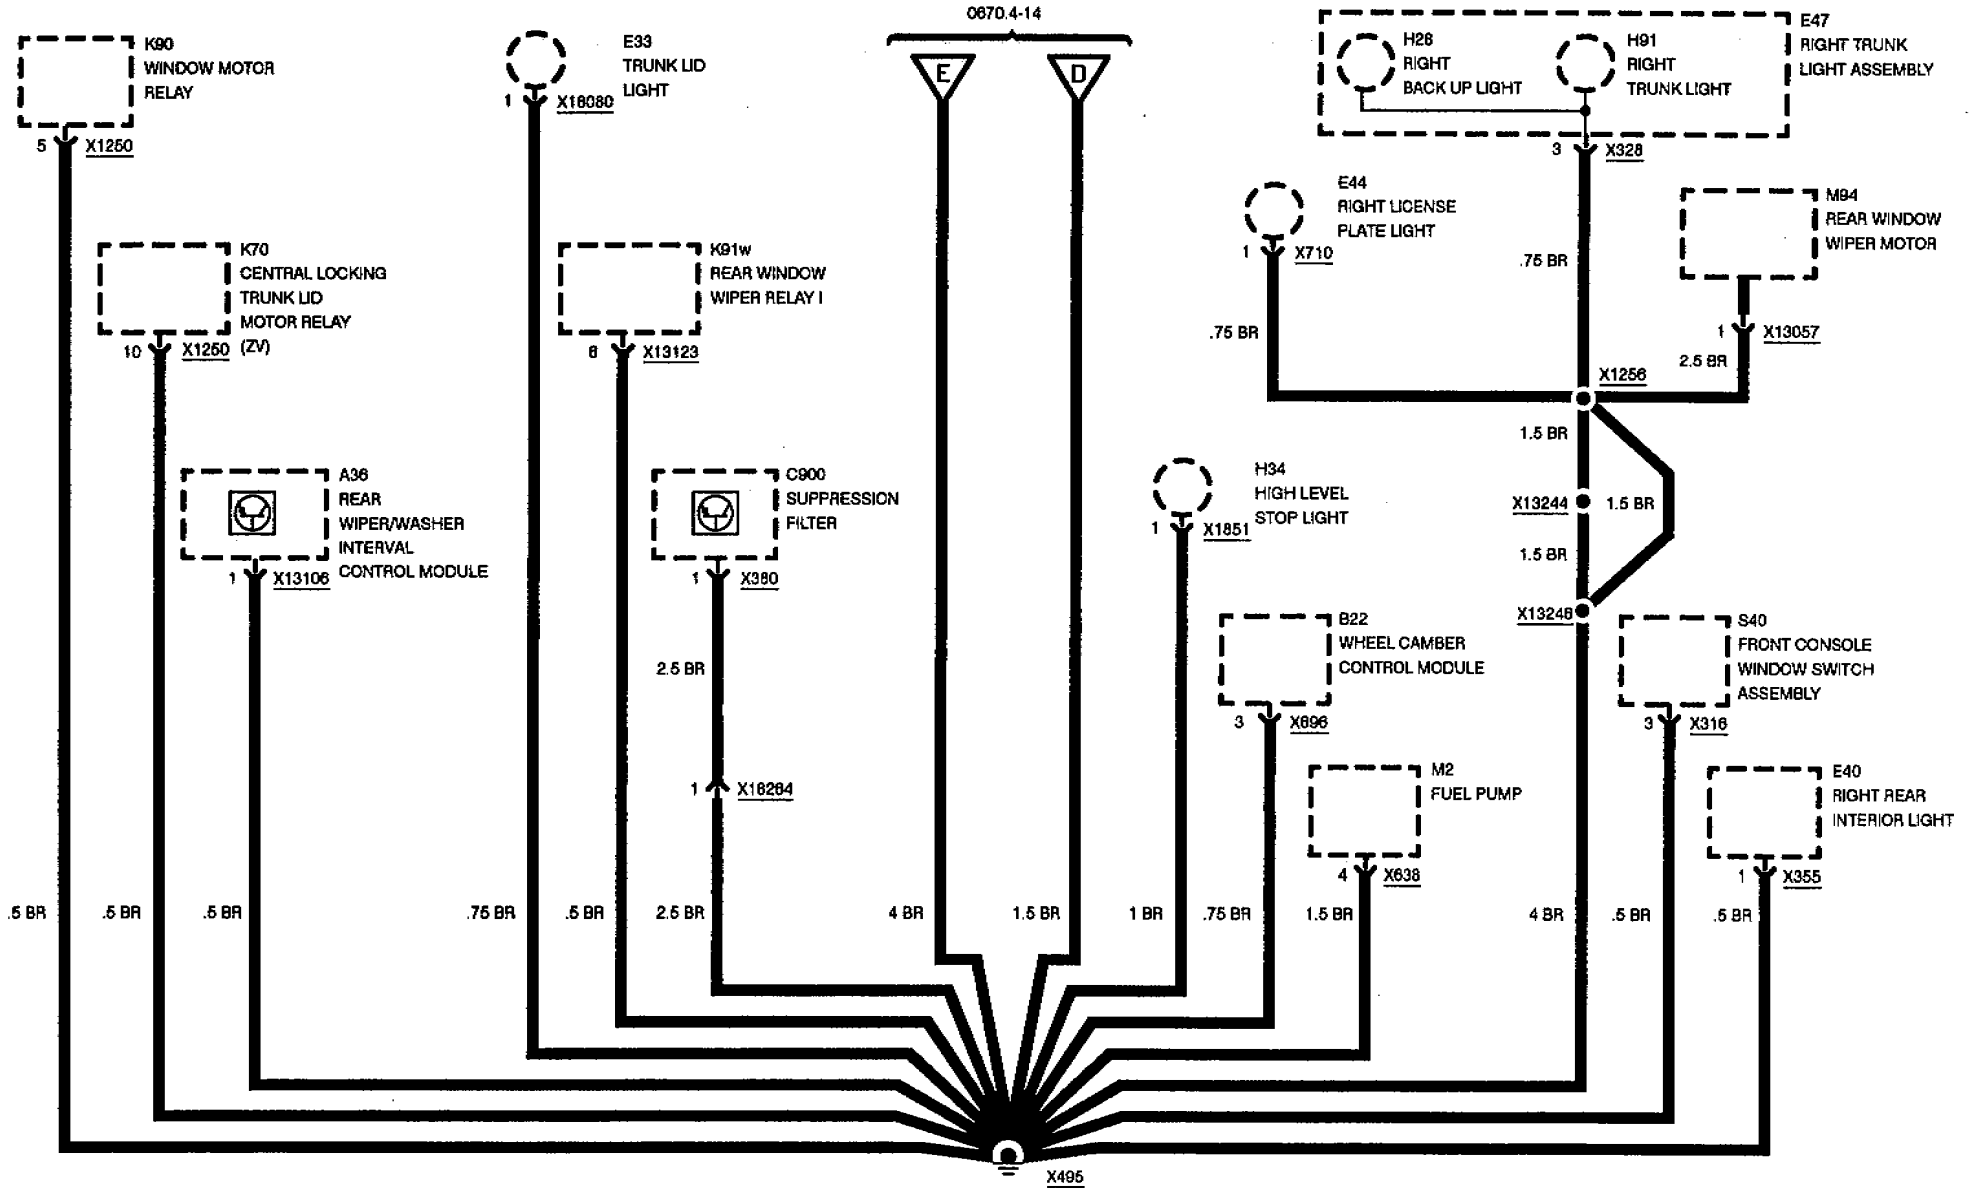 0670.4-14
K90
WINDOW MOTOR
RELAY
5
X1250
E33
TRUNK LID
LIGHT
1
X18080
E
D
E47
RIGHT TRUNK
LIGHT ASSEMBLY
H28
RIGHT
BACK UP LIGHT
H91
RIGHT
TRUNK LIGHT
3
X328
E44
RIGHT LICENSE
PLATE LIGHT
1
X710
.75 BR
.75 BR
M94
REAR WINDOW
WIPER MOTOR
1
X13057
2.5 BR
K70
CENTRAL LOCKING
TRUNK LID
MOTOR RELAY
(ZV)
10
X1250
K91w
REAR WINDOW
WIPER RELAY I
6
X13123
X1256
1.5 BR
X13244
1.5 BR
1.5 BR
X13246
A36
REAR
WIPER/WASHER
INTERVAL
CONTROL MODULE
1
X13106
C900
SUPPRESSION
FILTER
1
X380
2.5 BR
1
X18264
H34
HIGH LEVEL
STOP LIGHT
1
X1851
B22
WHEEL CAMBER
CONTROL MODULE
3
X696
S40
FRONT CONSOLE
WINDOW SWITCH
ASSEMBLY
3
X316
M2
FUEL PUMP
4
X638
E40
RIGHT REAR
INTERIOR LIGHT
1
X355
.5 BR
.5 BR
.5 BR
.75 BR
.5 BR
2.5 BR
4 BR
1.5 BR
1 BR
.75 BR
1.5 BR
4 BR
.5 BR
.5 BR
X495